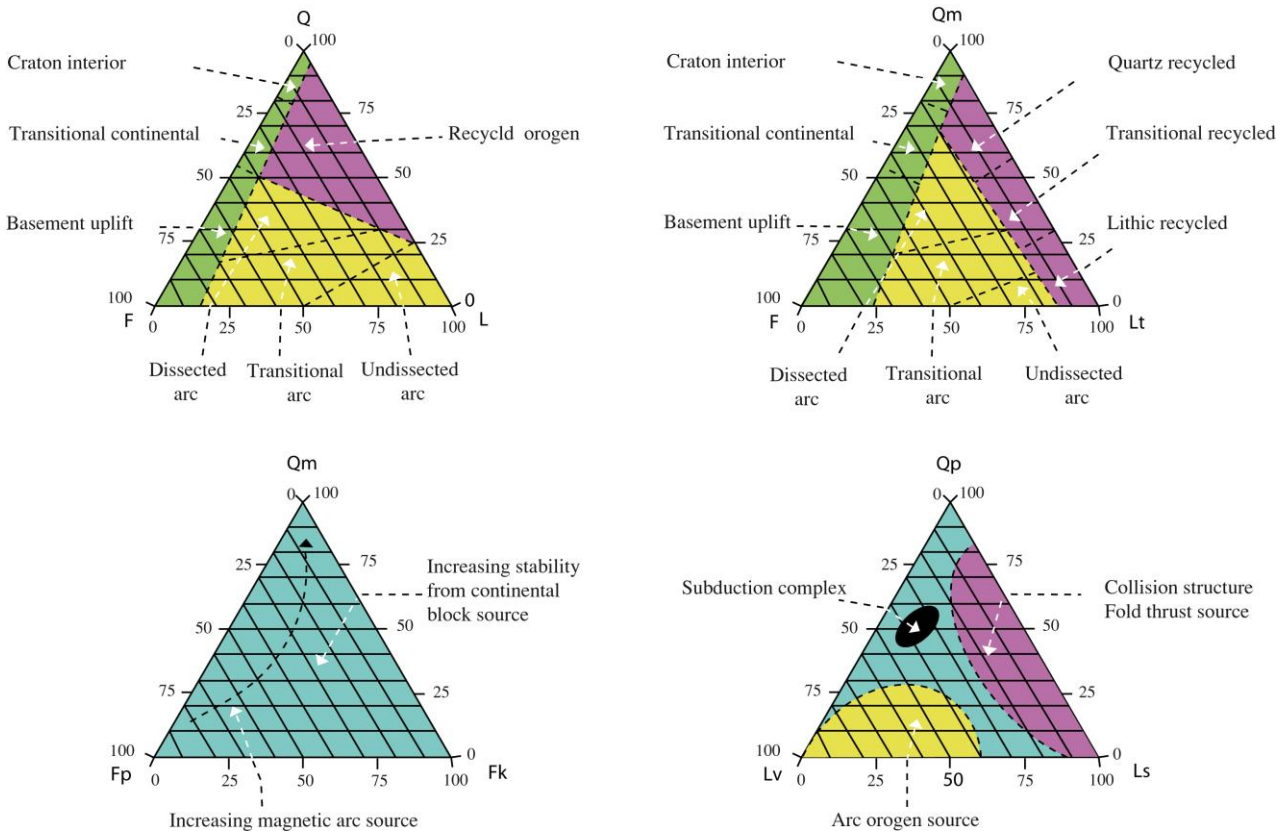 Q
0 100
Craton interior
25 75
Transitional continental
Recycld orogen
50 50
Basement uplift
75 25
100 0
F L
0 25 50 75 100
Dissected
arc
Transitional
arc
Undissected
arc
Qm
0 100
Craton interior
Quartz recycled
25 75
Transitional continental
Transitional recycled
50 50
Basement uplift
Lithic recycled
75 25
100 0
F Lt
0 25 50 75 100
Dissected
arc
Transitional
arc
Undissected
arc
Qm
0 100
25 75
Increasing stability
from continental
block source
50 50
75 25
100 0
Fp Fk
0 25 50 75 100
Increasing magnetic arc source
Qp
0 100
25 75
Subduction complex
Collision structure
Fold thrust source
50 50
75 25
100 0
Lv Ls
0 25 50 75 100
Arc orogen source